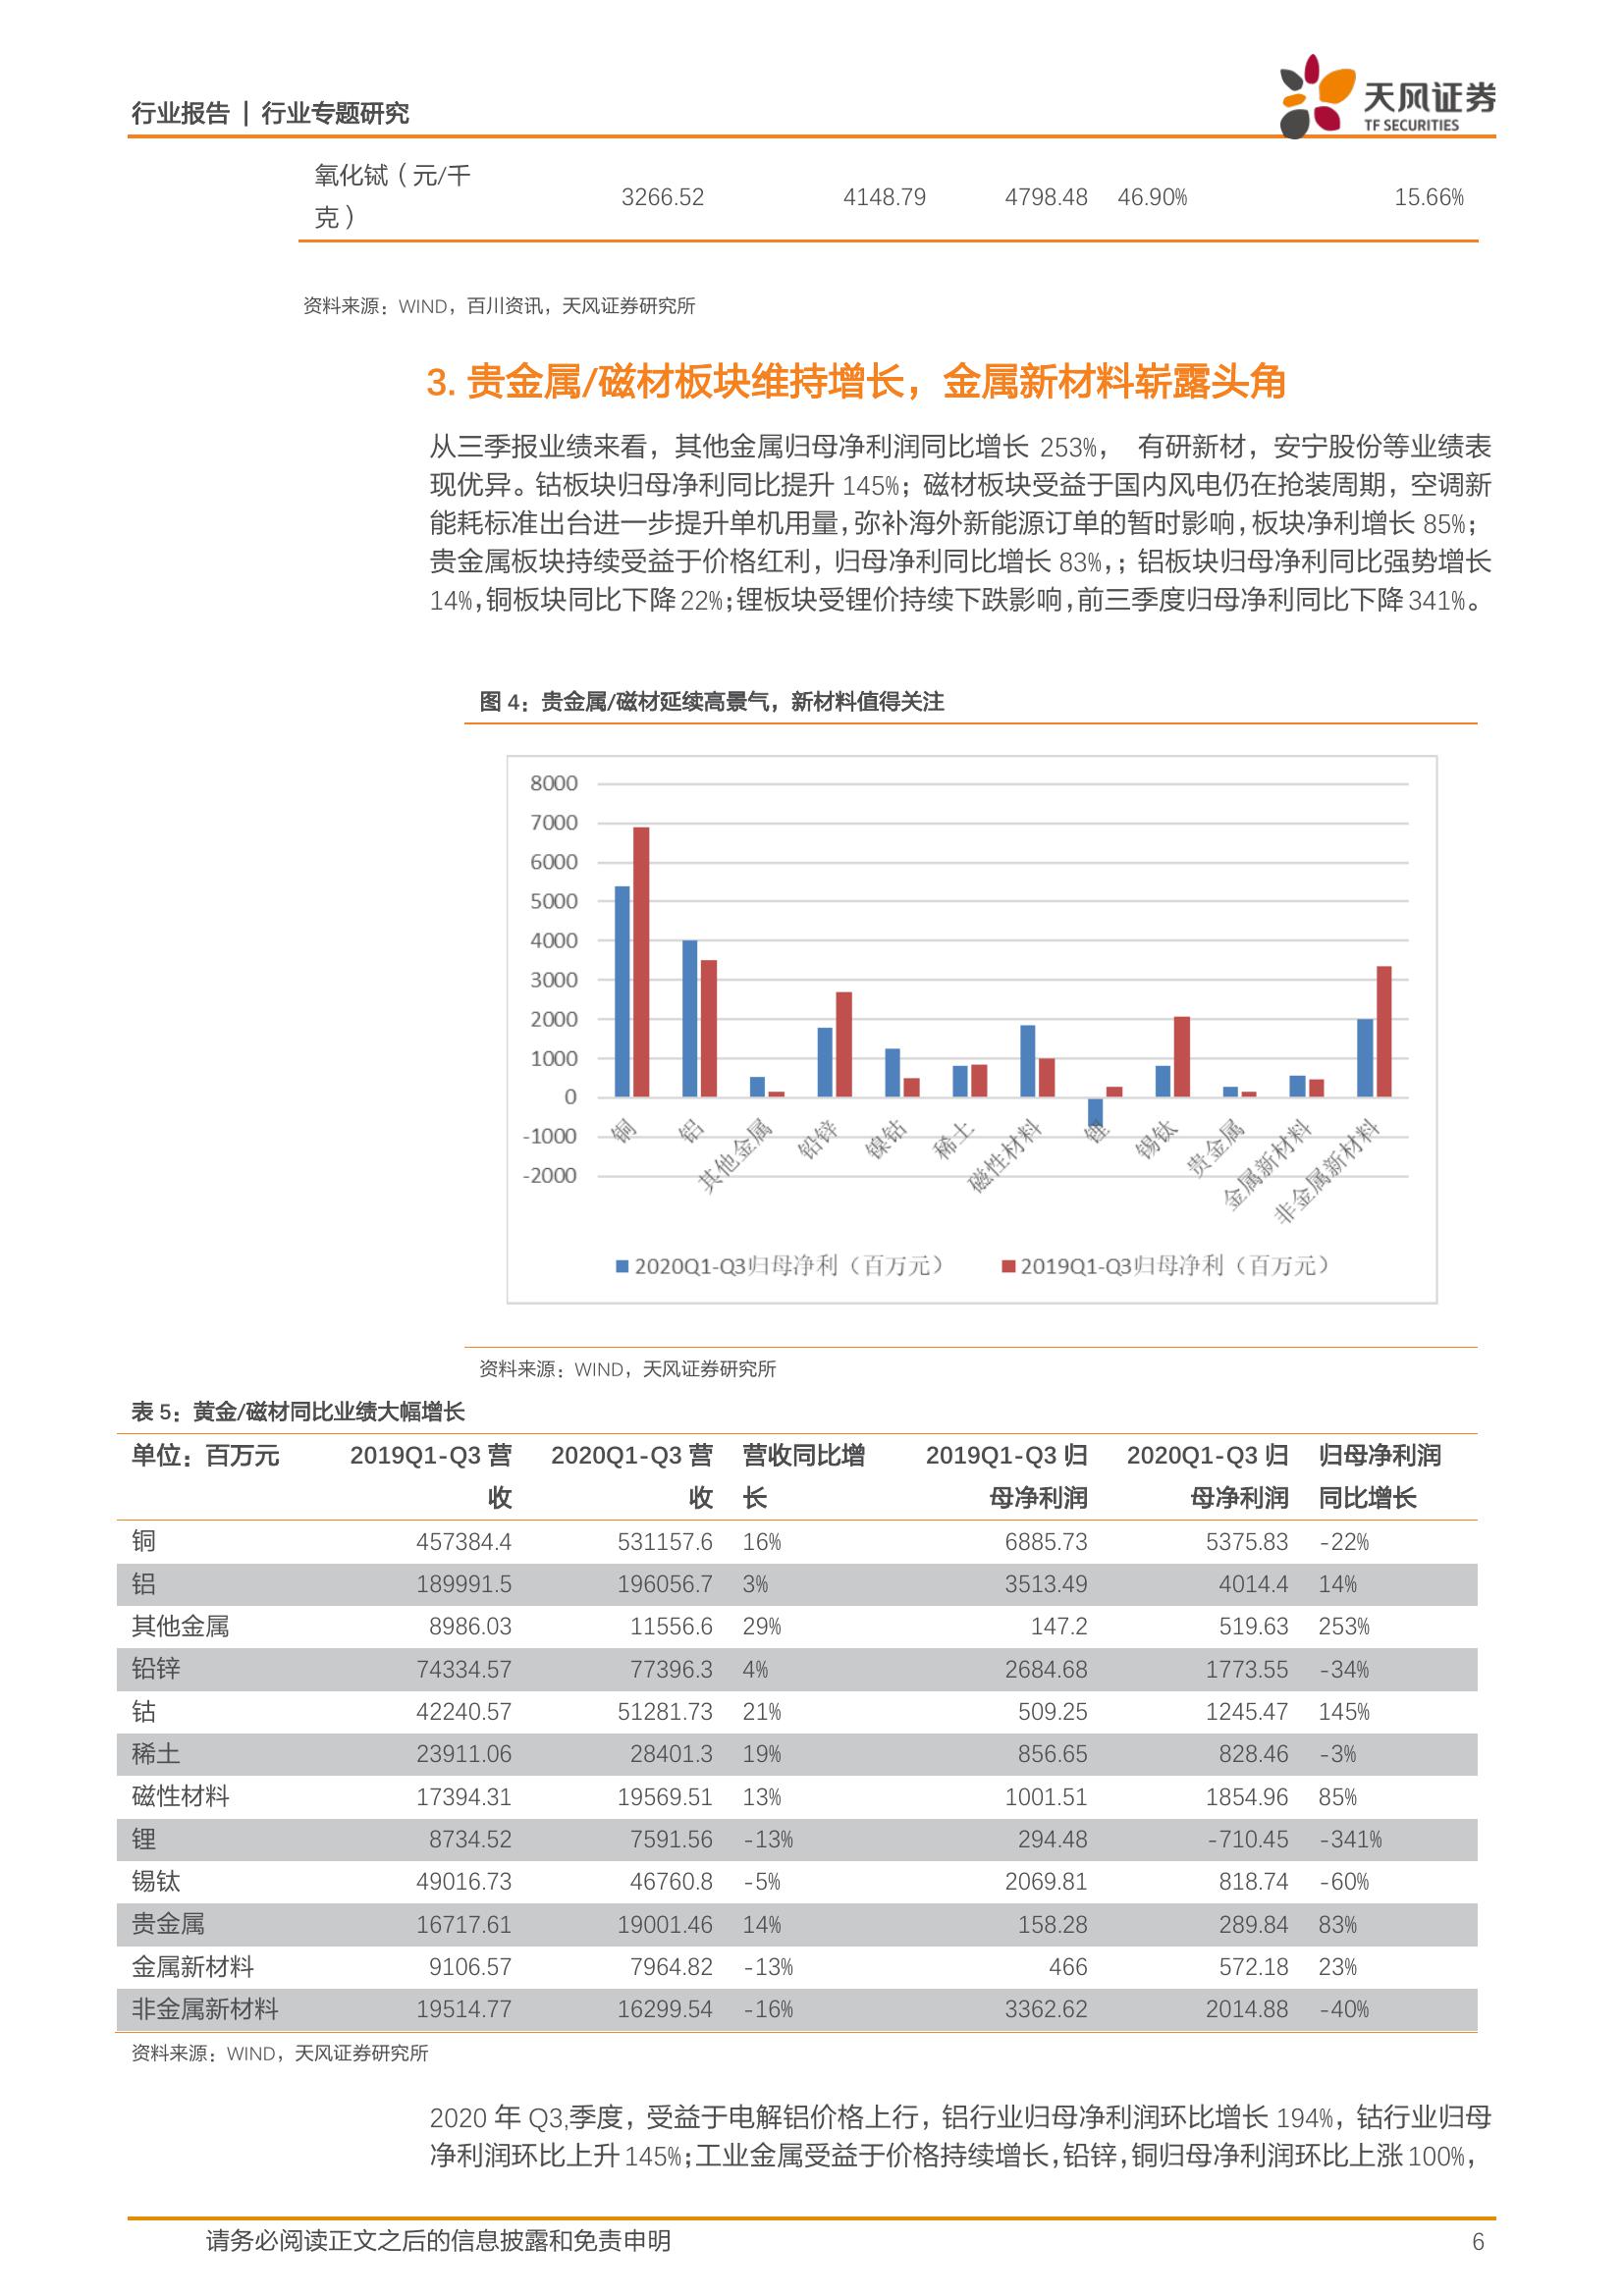 行业报告 | 行业专题研究
天风证券
TF SECURITIES
氧化铽（元/千
克） 3266.52 4148.79 4798.48 46.90% 15.66%
资料来源：WIND，百川资讯，天风证券研究所
3. 贵金属/磁材板块维持增长，金属新材料崭露头角
从三季报业绩来看，其他金属归母净利润同比增长 253%， 有研新材，安宁股份等业绩表
现优异。钴板块归母净利同比提升 145%；磁材板块受益于国内风电仍在抢装周期，空调新
能耗标准出台进一步提升单机用量，弥补海外新能源订单的暂时影响，板块净利增长 85%；
贵金属板块持续受益于价格红利，归母净利同比增长 83%，；铝板块归母净利同比强势增长
14%，铜板块同比下降 22%；锂板块受锂价持续下跌影响，前三季度归母净利同比下降 341%。
图 4：贵金属/磁材延续高景气，新材料值得关注
8000
7000
6000
5000
4000
3000
2000
1000
0
-1000
-2000
铜 铝 其他金属 铅锌 镍钴 稀土 磁性材料 锂 锡钛 贵金属 金属新材料 非金属新材料
2020Q1-Q3归母净利（百万元） 2019Q1-Q3归母净利（百万元）
资料来源：WIND，天风证券研究所
表 5：黄金/磁材同比业绩大幅增长
单位：百万元 2019Q1-Q3 营 2020Q1-Q3 营 营收同比增 2019Q1-Q3 归 2020Q1-Q3 归 归母净利润
收 收 长 母净利润 母净利润 同比增长
铜 457384.4 531157.6 16% 6885.73 5375.83 -22%
铝 189991.5 196056.7 3% 3513.49 4014.4 14%
其他金属 8986.03 11556.6 29% 147.2 519.63 253%
铅锌 74334.57 77396.3 4% 2684.68 1773.55 -34%
钴 42240.57 51281.73 21% 509.25 1245.47 145%
稀土 23911.06 28401.3 19% 856.65 828.46 -3%
磁性材料 17394.31 19569.51 13% 1001.51 1854.96 85%
锂 8734.52 7591.56 -13% 294.48 -710.45 -341%
锡钛 49016.73 46760.8 -5% 2069.81 818.74 -60%
贵金属 16717.61 19001.46 14% 158.28 289.84 83%
金属新材料 9106.57 7964.82 -13% 466 572.18 23%
非金属新材料 19514.77 16299.54 -16% 3362.62 2014.88 -40%
资料来源：WIND，天风证券研究所
2020 年 Q3,季度，受益于电解铝价格上行，铝行业归母净利润环比增长 194%，钴行业归母
净利润环比上升 145%；工业金属受益于价格持续增长，铅锌，铜归母净利润环比上涨 100%，
请务必阅读正文之后的信息披露和免责申明 6